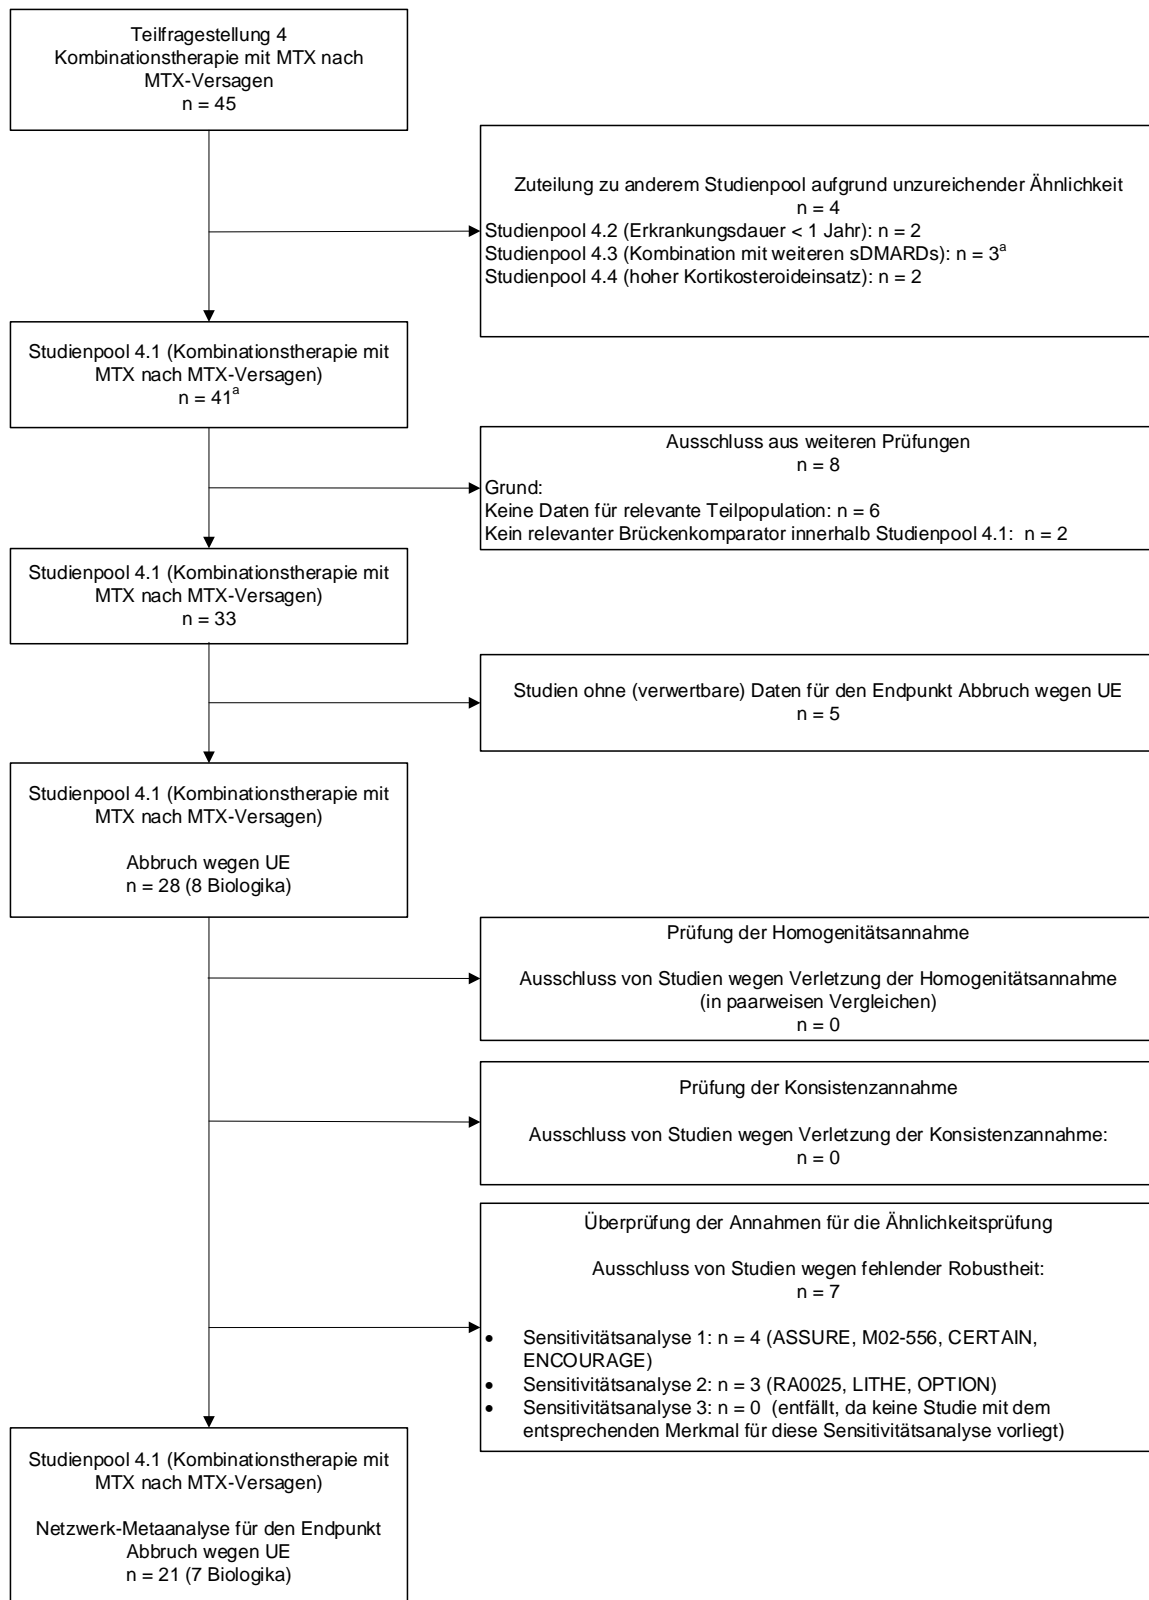 Teilfragestellung 4
Kombinationstherapie mit MTX nach
MTX-Versagen
n = 45
Zuteilung zu anderem Studienpool aufgrund unzureichender Ähnlichkeit
n = 4
Studienpool 4.2 (Erkrankungsdauer < 1 Jahr): n = 2
Studienpool 4.3 (Kombination mit weiteren sDMARDs): n = 3ᵃ
Studienpool 4.4 (hoher Kortikosteroideinsatz): n = 2
Studienpool 4.1 (Kombinationstherapie mit
MTX nach MTX-Versagen)
n = 41ᵃ
Ausschluss aus weiteren Prüfungen
n = 8
Grund:
Keine Daten für relevante Teilpopulation: n = 6
Kein relevanter Brückenkomparator innerhalb Studienpool 4.1: n = 2
Studienpool 4.1 (Kombinationstherapie mit
MTX nach MTX-Versagen)
n = 33
Studien ohne (verwertbare) Daten für den Endpunkt Abbruch wegen UE
n = 5
Studienpool 4.1 (Kombinationstherapie mit
MTX nach MTX-Versagen)
Abbruch wegen UE
n = 28 (8 Biologika)
Prüfung der Homogenitätsannahme
Ausschluss von Studien wegen Verletzung der Homogenitätsannahme
(in paarweisen Vergleichen)
n = 0
Prüfung der Konsistenzannahme
Ausschluss von Studien wegen Verletzung der Konsistenzannahme:
n = 0
Überprüfung der Annahmen für die Ähnlichkeitsprüfung
Ausschluss von Studien wegen fehlender Robustheit:
n = 7
• Sensitivitätsanalyse 1: n = 4 (ASSURE, M02-556, CERTAIN,
ENCOURAGE)
• Sensitivitätsanalyse 2: n = 3 (RA0025, LITHE, OPTION)
• Sensitivitätsanalyse 3: n = 0 (entfällt, da keine Studie mit dem
entsprechenden Merkmal für diese Sensitivitätsanalyse vorliegt)
Studienpool 4.1 (Kombinationstherapie mit
MTX nach MTX-Versagen)
Netzwerk-Metaanalyse für den Endpunkt
Abbruch wegen UE
n = 21 (7 Biologika)